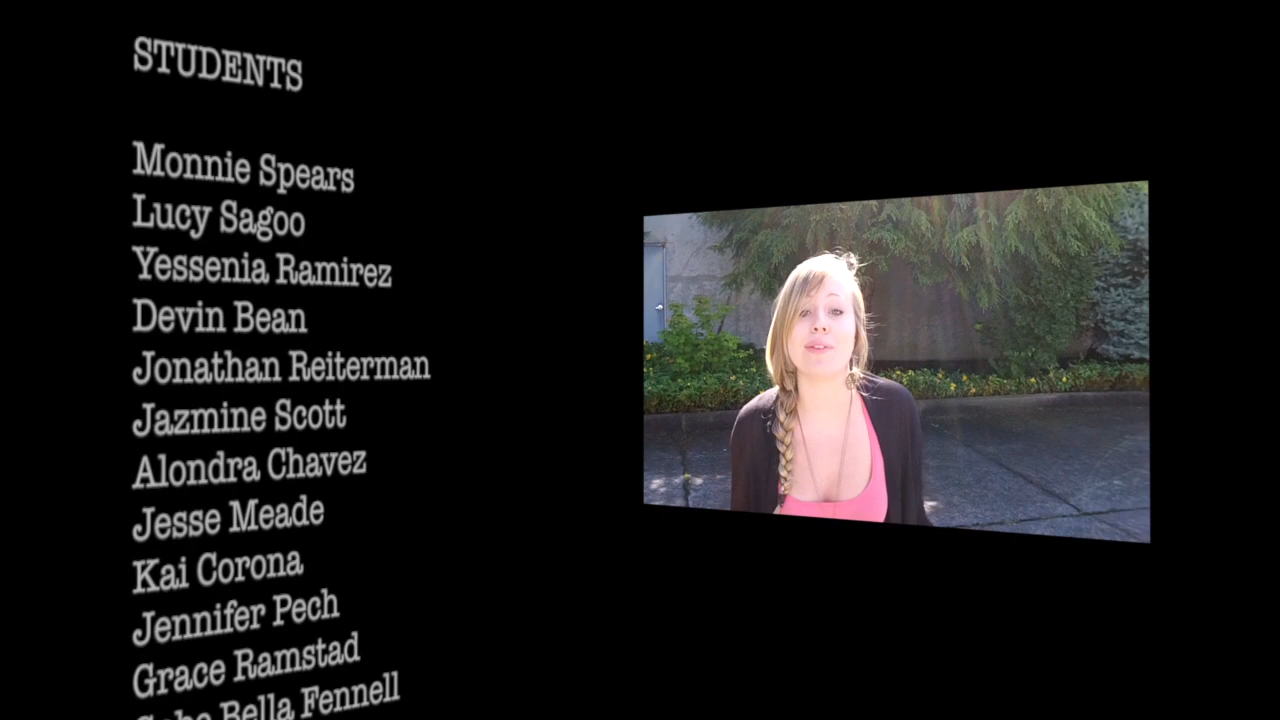 STUDENTS
Monnie Spears
Lucy Sagoo
Yessenia Ramirez
Devin Bean
Jonathan Reiterman
Jazmine Scott
Alondra Chavez
Jesse Meade
Kai Corona
Jennifer Pech
Grace Ramstad
Bella Fennell